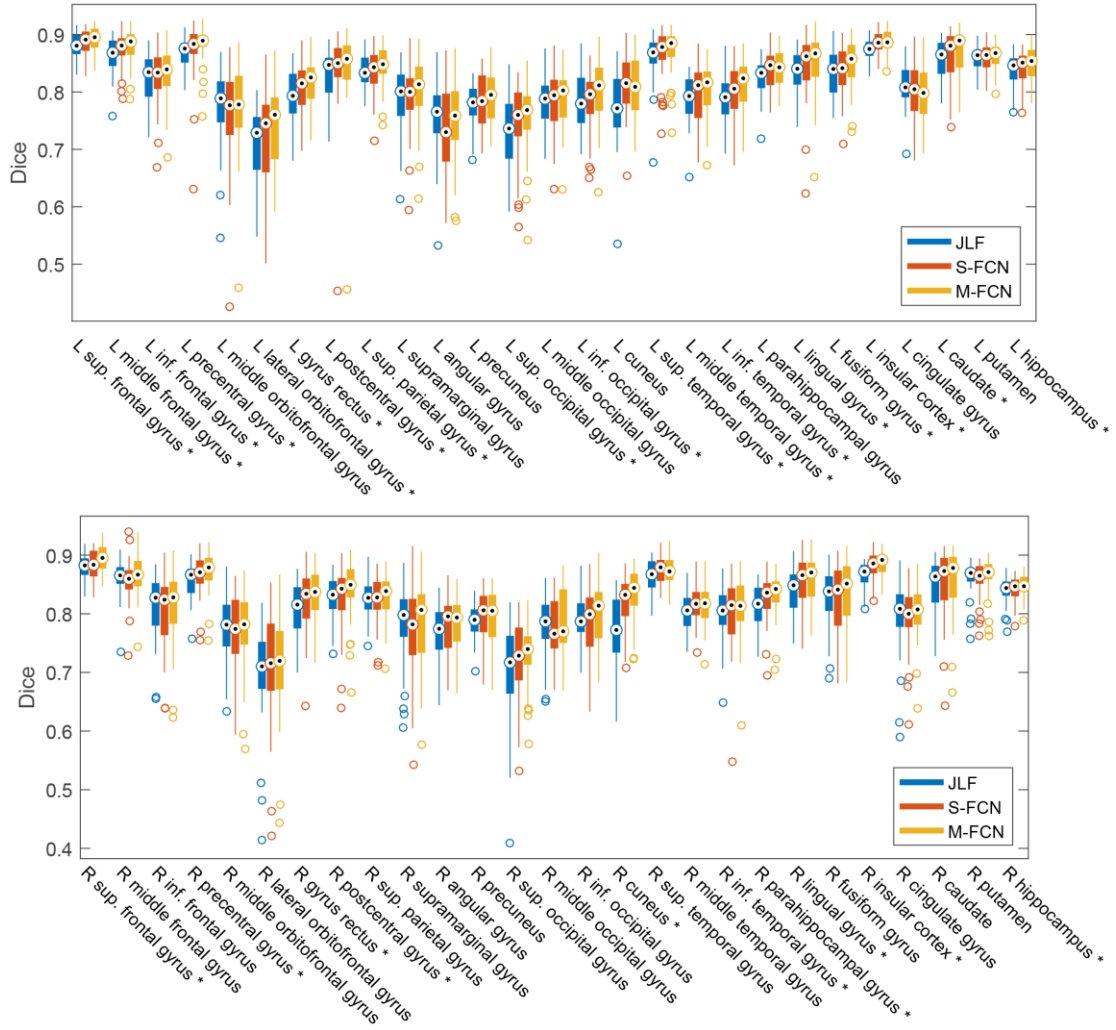 0.9
0.8
0.7
0.6
0.5
Dice
JLF
S-FCN
M-FCN
L sup. frontal gyrus *
L middle frontal gyrus *
L inf. frontal gyrus *
L precentral gyrus *
L middle orbitofrontal gyrus
L lateral orbitofrontal gyrus *
L gyrus rectus *
L postcentral gyrus *
L sup. parietal gyrus *
L supramarginal gyrus
L angular gyrus
L precuneus
L sup. occipital gyrus *
L middle occipital gyrus
L inf. occipital gyrus *
L cuneus
L sup. temporal gyrus *
L middle temporal gyrus *
L inf. temporal gyrus *
L parahippocampal gyrus
L lingual gyrus *
L fusiform gyrus *
L insular cortex *
L cingulate gyrus
L caudate *
L putamen
L hippocampus *
0.9
0.8
0.7
0.6
0.5
0.4
Dice
JLF
S-FCN
M-FCN
R sup. frontal gyrus *
R middle frontal gyrus
R inf. frontal gyrus
R precentral gyrus *
R middle orbitofrontal gyrus
R lateral orbitofrontal gyrus
R gyrus rectus *
R postcentral gyrus *
R sup. parietal gyrus
R supramarginal gyrus
R angular gyrus
R precuneus
R sup. occipital gyrus
R middle occipital gyrus
R inf. occipital gyrus
R cuneus *
R sup. temporal gyrus
R middle temporal gyrus
R inf. temporal gyrus *
R parahippocampal gyrus *
R lingual gyrus *
R fusiform gyrus
R insular cortex *
R cingulate gyrus
R caudate
R putamen
R hippocampus *